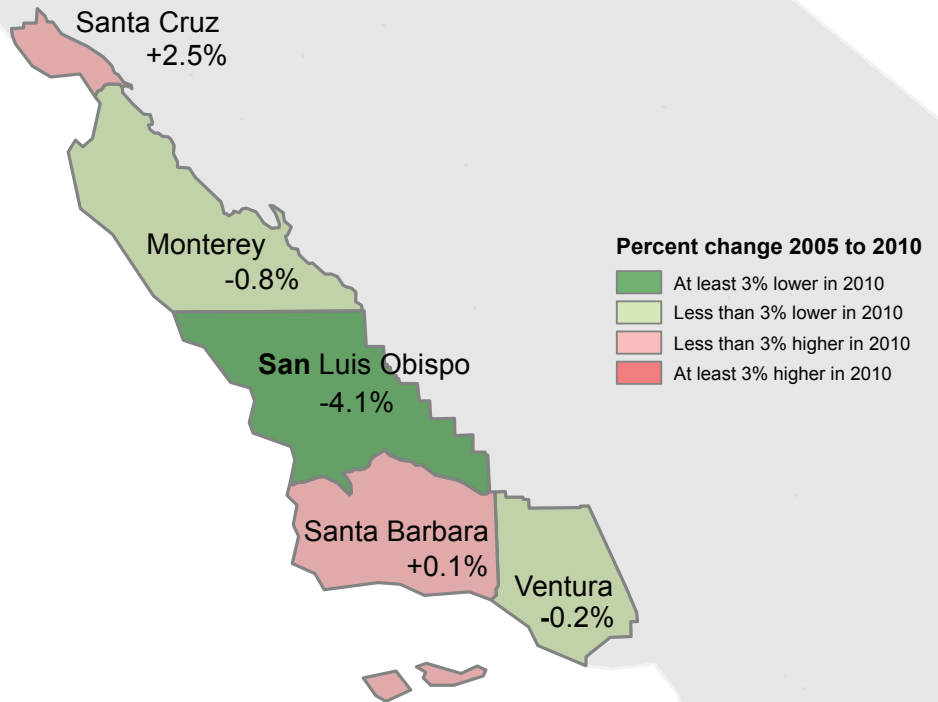 Santa Cruz
+2.5%
Monterey
-0.8%
San Luis Obispo
-4.1%
Santa Barbara
+0.1%
Ventura
-0.2%
Percent change 2005 to 2010
At least 3% lower in 2010
Less than 3% lower in 2010
Less than 3% higher in 2010
At least 3% higher in 2010